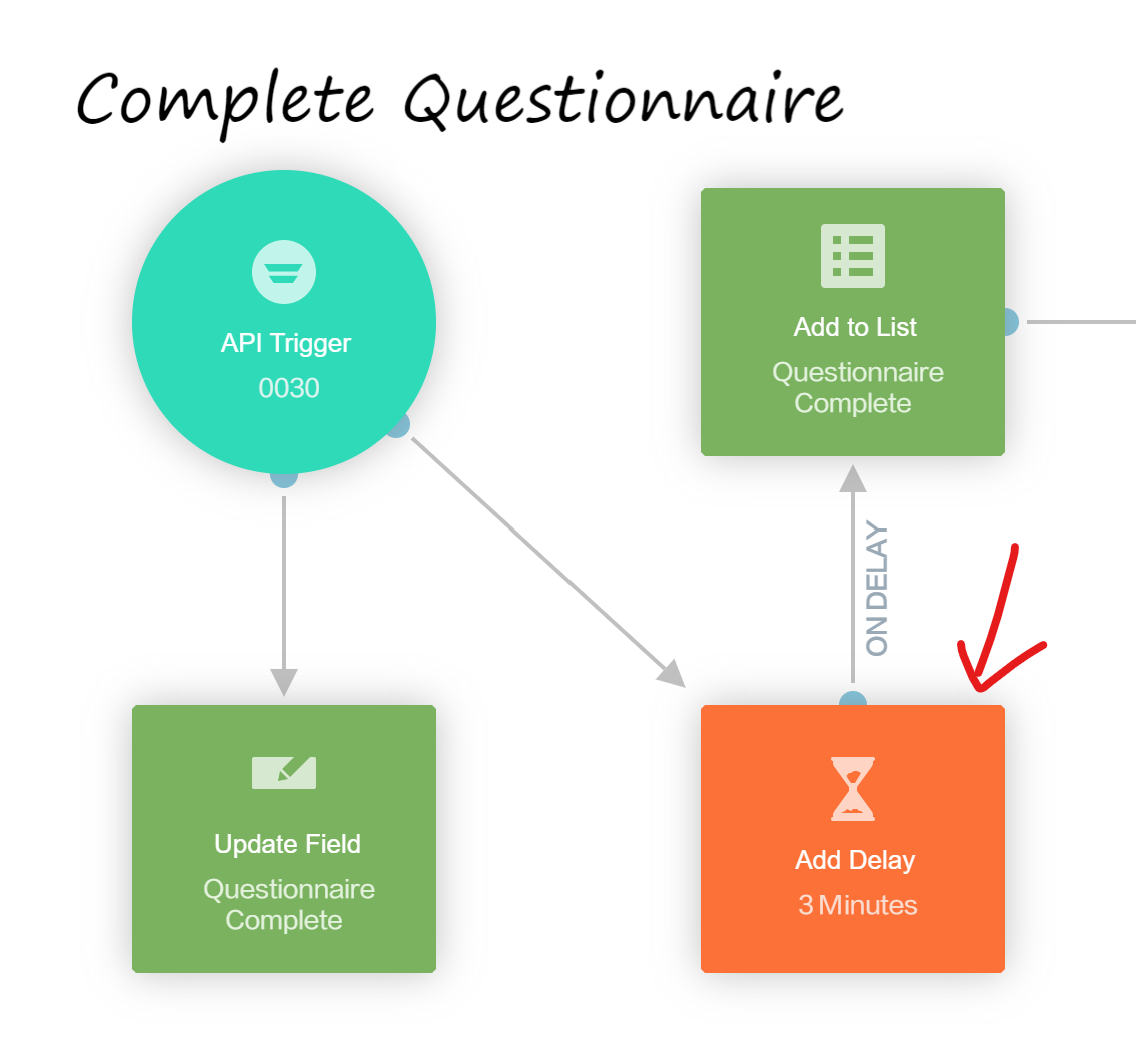 Complete Questionnaire
API Trigger
0030
Add to List
Questionnaire
Complete
ON DELAY
Update Field
Questionnaire
Complete
Add Delay
3 Minutes